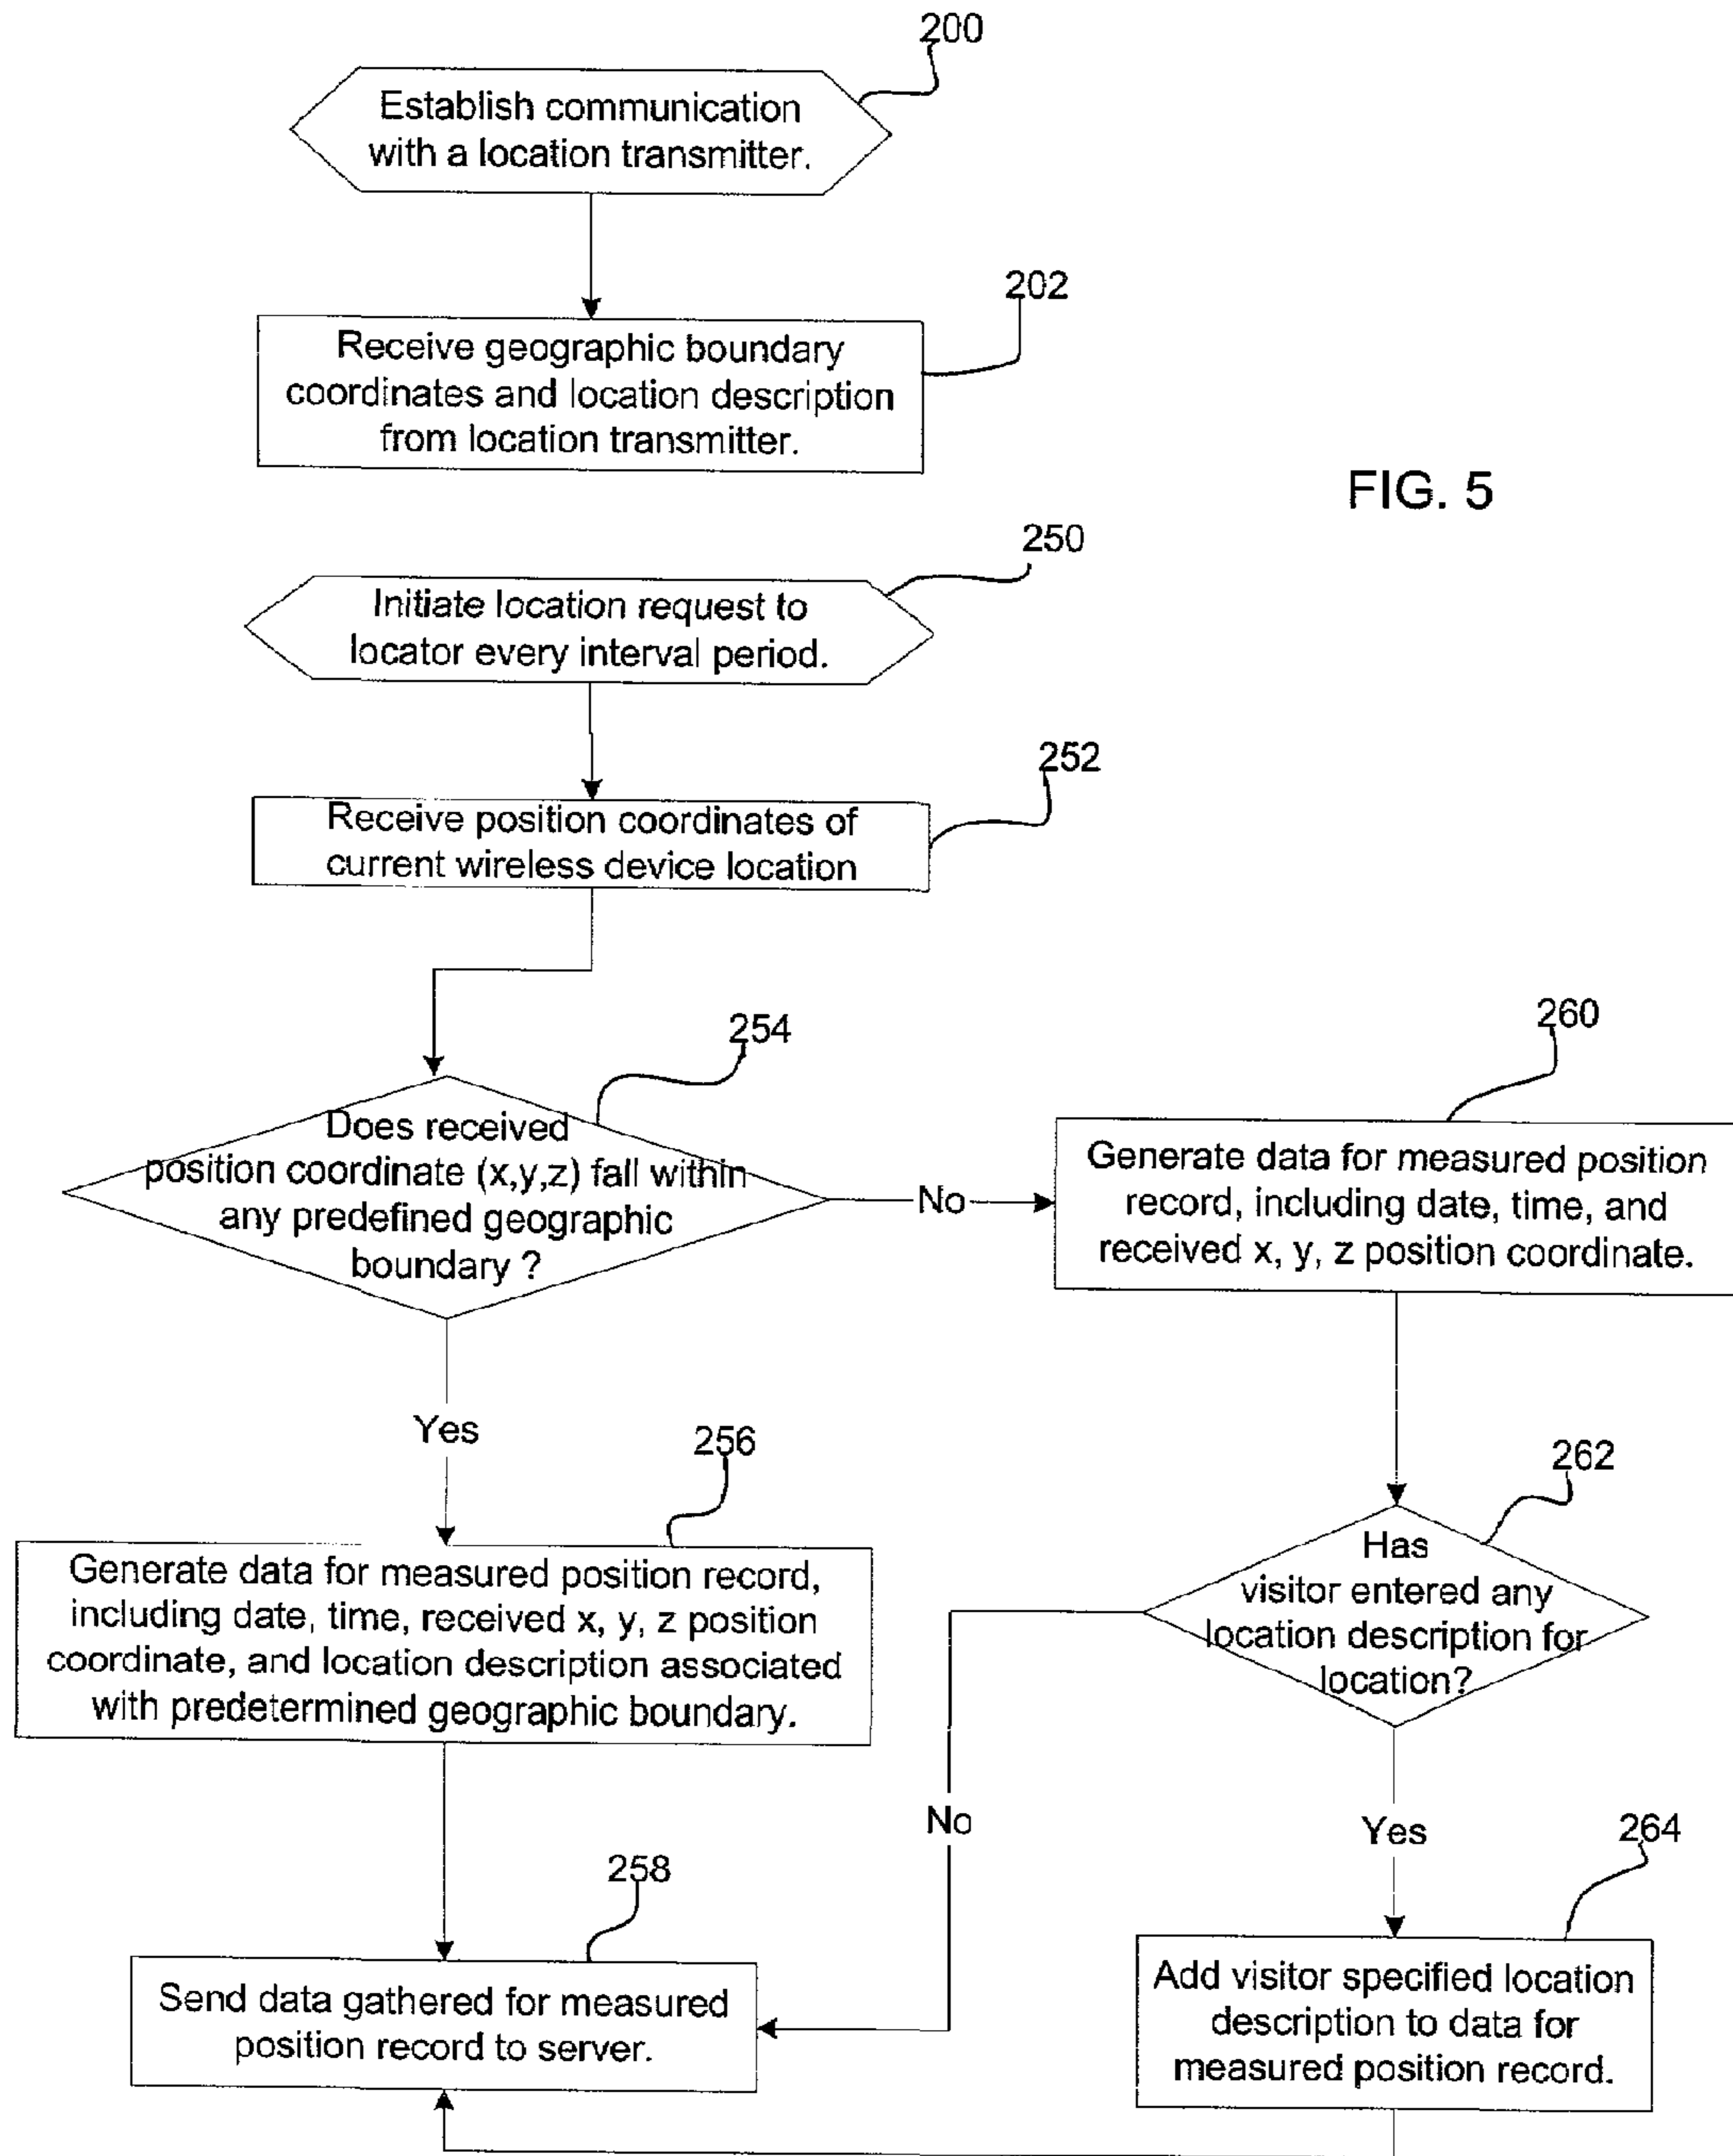 200
Establish communication
with a location transmitter.
202
Receive geographic boundary
coordinates and location description
from location transmitter.
FIG. 5
250
Initiate location request to
locator every interval period.
252
Receive position coordinates of
current wireless device location
254
Does received
position coordinate (x,y,z) fall within
any predefined geographic
boundary ?
No
260
Generate data for measured position
record, including date, time, and
received x, y, z position coordinate.
Yes
256
Generate data for measured position record,
including date, time, received x, y, z position
coordinate, and location description associated
with predetermined geographic boundary.
262
Has
visitor entered any
location description for
location?
No
Yes
258
Send data gathered for measured
position record to server.
264
Add visitor specified location
description to data for
measured position record.